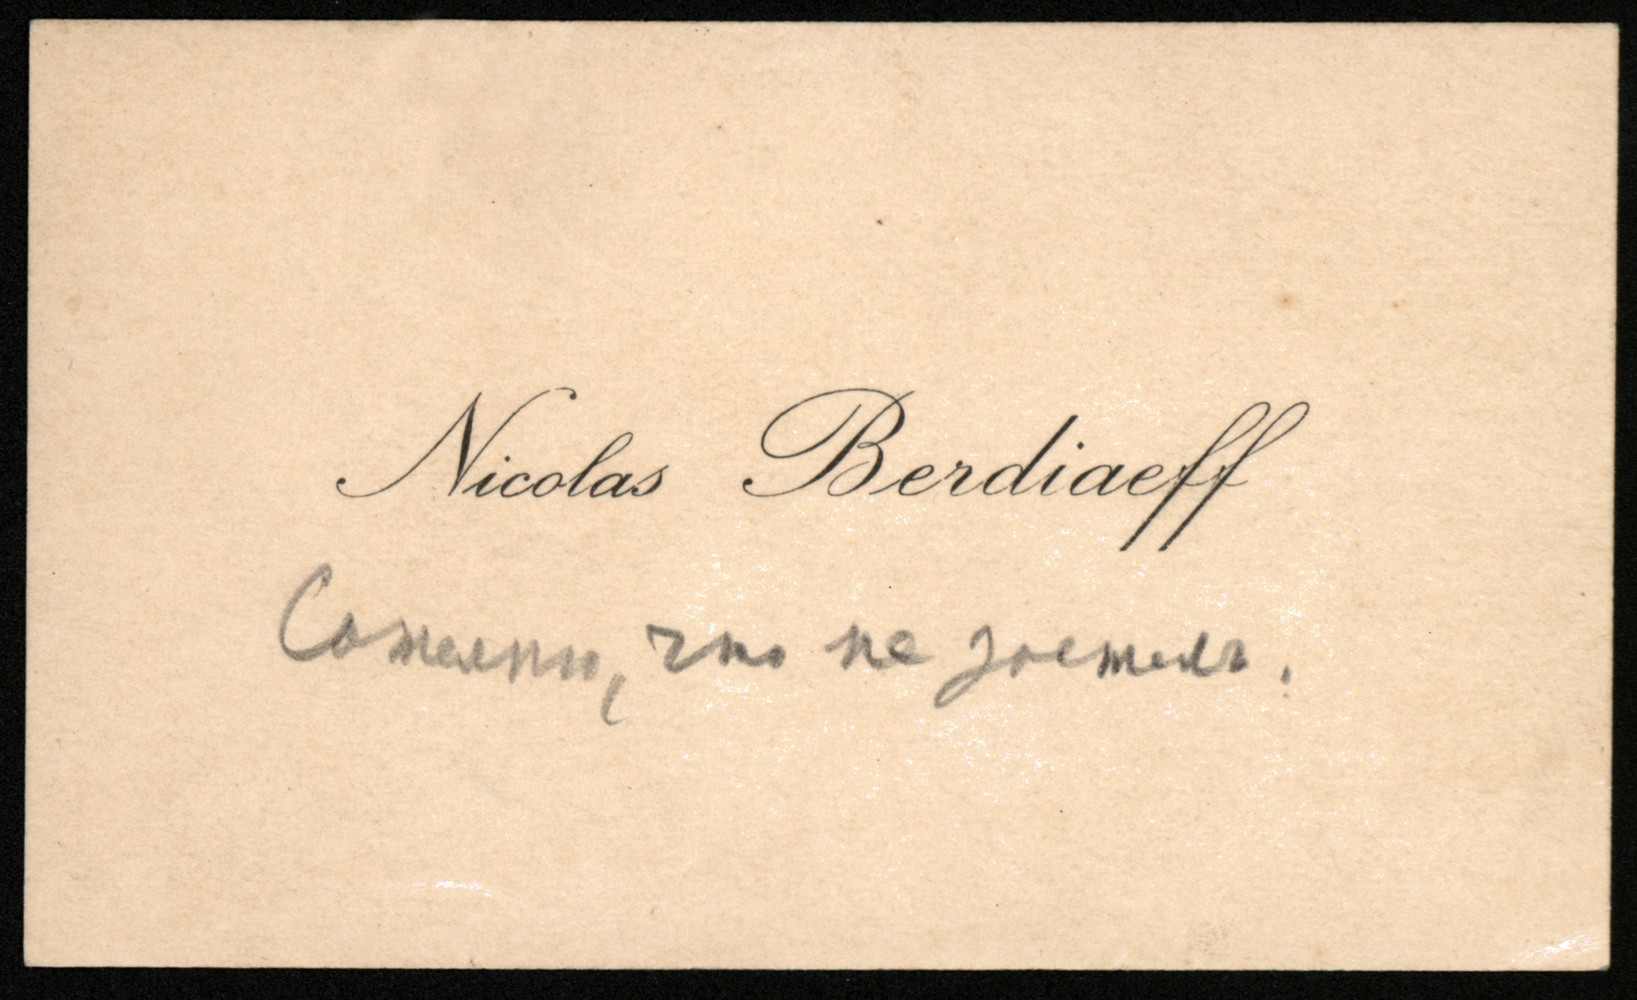 Nicolas Berdiaeff
Сожалею, что не застал.